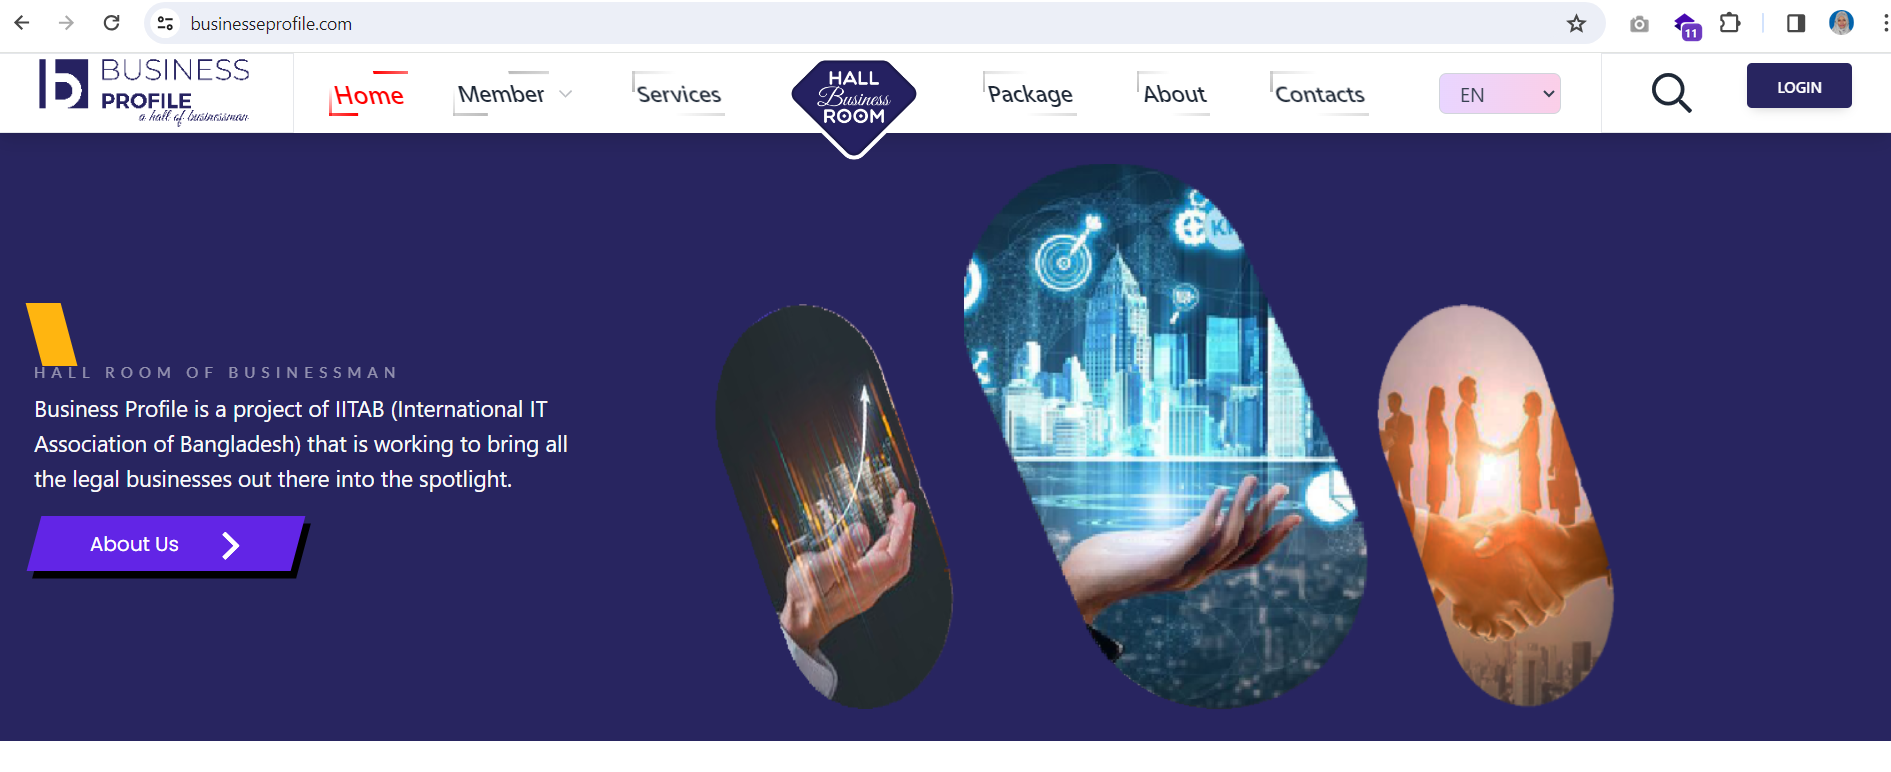 businesseprofile.com
11
BUSINESS
PROFILE
a hall of businessman
Home
Member
Services
HALL
Business
ROOM
Package
About
Contacts
EN
LOGIN
HALL ROOM OF BUSINESSMAN
Business Profile is a project of IITAB (International IT
Association of Bangladesh) that is working to bring all
the legal businesses out there into the spotlight.
About Us